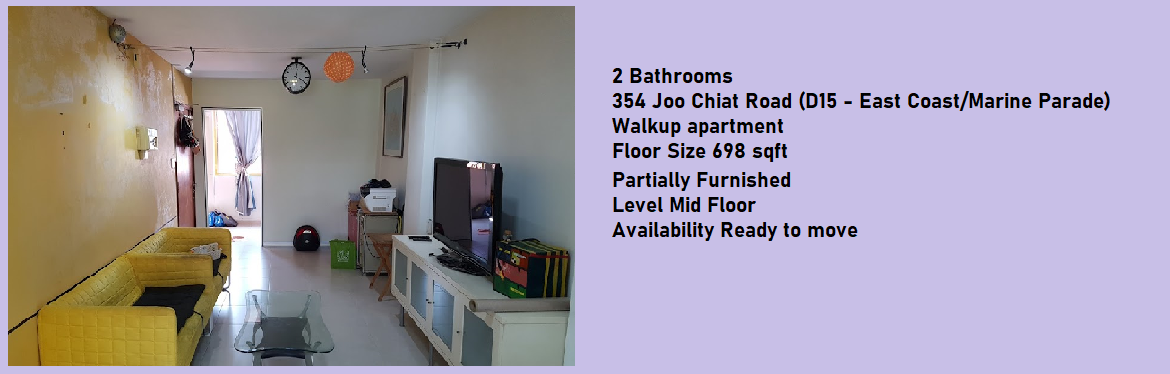 2 Bathrooms
354 Joo Chiat Road (D15 - East Coast/Marine Parade)
Walkup apartment
Floor Size 698 sqft
Partially Furnished
Level Mid Floor
Availability Ready to move